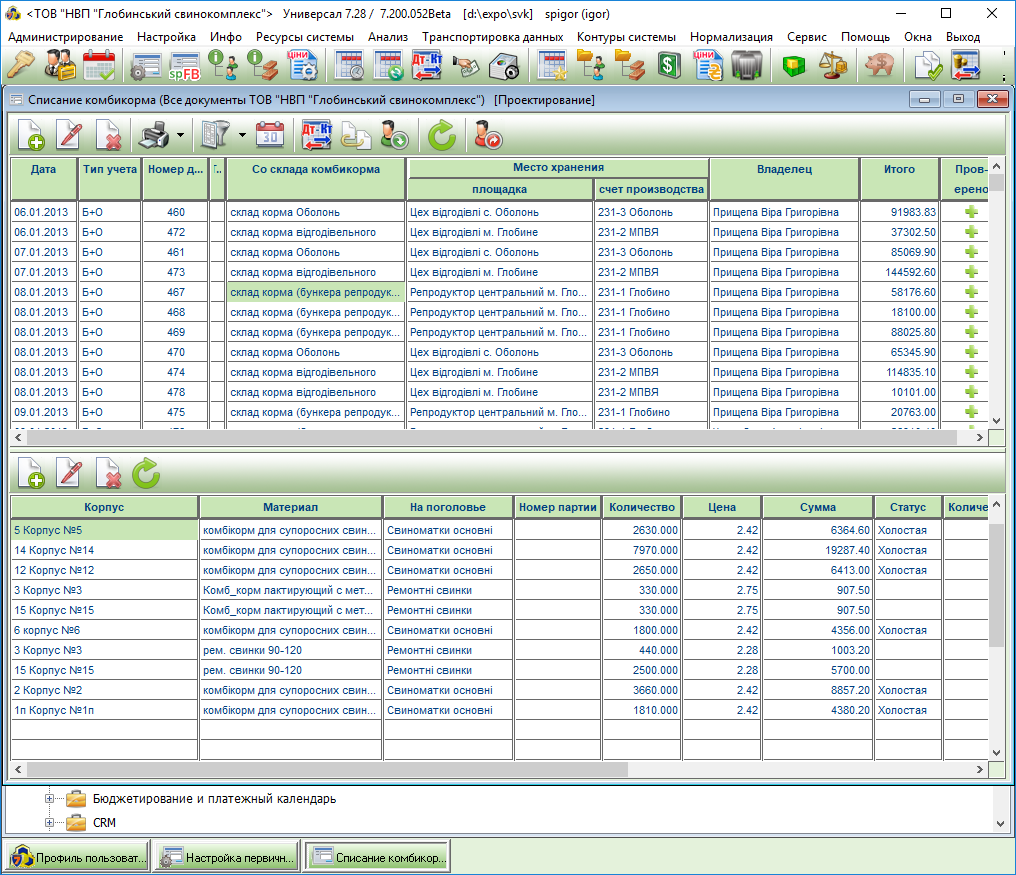 <ТОВ "НВП "Глобинський свинокомплекс"> Универсал 7.28 / 7.200.052Beta [d:\expo\svk] spigor (igor)
Администрирование Настройка Инфо Ресурсы системы Анализ Транспортировка данных Контуры системы Нормализация Сервис Помощь Окна Выход
Списание комбикорма (Все документы ТОВ "НВП "Глобинський свинокомплекс") [Проектирование]
Дата Тип учета Номер д... Т.. Со склада комбикорма Место хранения Владелец Итого Пров-
площадка счет производства ерено
06.01.2013 Б+О 460 склад корма Оболонь Цех відгодівлі с. Оболонь 231-3 Оболонь Прищепа Віра Григорівна 91983.83
06.01.2013 Б+О 472 склад корма відгодівельного Цех відгодівлі м. Глобине 231-2 МПВЯ Прищепа Віра Григорівна 37302.50
07.01.2013 Б+О 461 склад корма Оболонь Цех відгодівлі с. Оболонь 231-3 Оболонь Прищепа Віра Григорівна 85069.90
07.01.2013 Б+О 473 склад корма відгодівельного Цех відгодівлі м. Глобине 231-2 МПВЯ Прищепа Віра Григорівна 144592.60
08.01.2013 Б+О 467 склад корма (бункера репродук... Репродуктор центральний м. Гло... 231-1 Глобино Прищепа Віра Григорівна 58176.60
08.01.2013 Б+О 468 склад корма (бункера репродук... Репродуктор центральний м. Гло... 231-1 Глобино Прищепа Віра Григорівна 18100.00
08.01.2013 Б+О 469 склад корма (бункера репродук... Репродуктор центральний м. Гло... 231-1 Глобино Прищепа Віра Григорівна 88025.80
08.01.2013 Б+О 470 склад корма Оболонь Цех відгодівлі с. Оболонь 231-3 Оболонь Прищепа Віра Григорівна 65345.90
08.01.2013 Б+О 474 склад корма відгодівельного Цех відгодівлі м. Глобине 231-2 МПВЯ Прищепа Віра Григорівна 114835.10
08.01.2013 Б+О 478 склад корма відгодівельного Цех відгодівлі м. Глобине 231-2 МПВЯ Прищепа Віра Григорівна 10101.00
09.01.2013 Б+О 475 склад корма (бункера репродук... Репродуктор центральний м. Гло... 231-1 Глобино Прищепа Віра Григорівна 20763.00
Корпус Материал На поголовье Номер партии Количество Цена Сумма Статус Количе
5 Корпус №5 комбікорм для супоросних свин... Свиноматки основні 2630.000 2.42 6364.60 Холостая
14 Корпус №14 комбікорм для супоросних свин... Свиноматки основні 7970.000 2.42 19287.40 Холостая
12 Корпус №12 комбікорм для супоросних свин... Свиноматки основні 2650.000 2.42 6413.00 Холостая
3 Корпус №3 Комб_корм лактирующий с мет... Ремонтні свинки 330.000 2.75 907.50
15 Корпус №15 Комб_корм лактирующий с мет... Ремонтні свинки 330.000 2.75 907.50
6 корпус №6 комбікорм для супоросних свин... Свиноматки основні 1800.000 2.42 4356.00 Холостая
3 Корпус №3 рем. свинки 90-120 Ремонтні свинки 440.000 2.28 1003.20
15 Корпус №15 рем. свинки 90-120 Ремонтні свинки 2500.000 2.28 5700.00
2 Корпус №2 комбікорм для супоросних свин... Свиноматки основні 3660.000 2.42 8857.20 Холостая
1п Корпус №1п комбікорм для супоросних свин... Свиноматки основні 1810.000 2.42 4380.20 Холостая
Бюджетирование и платежный календарь
CRM
Профиль пользоват... Настройка первичн... Списание комбикор...